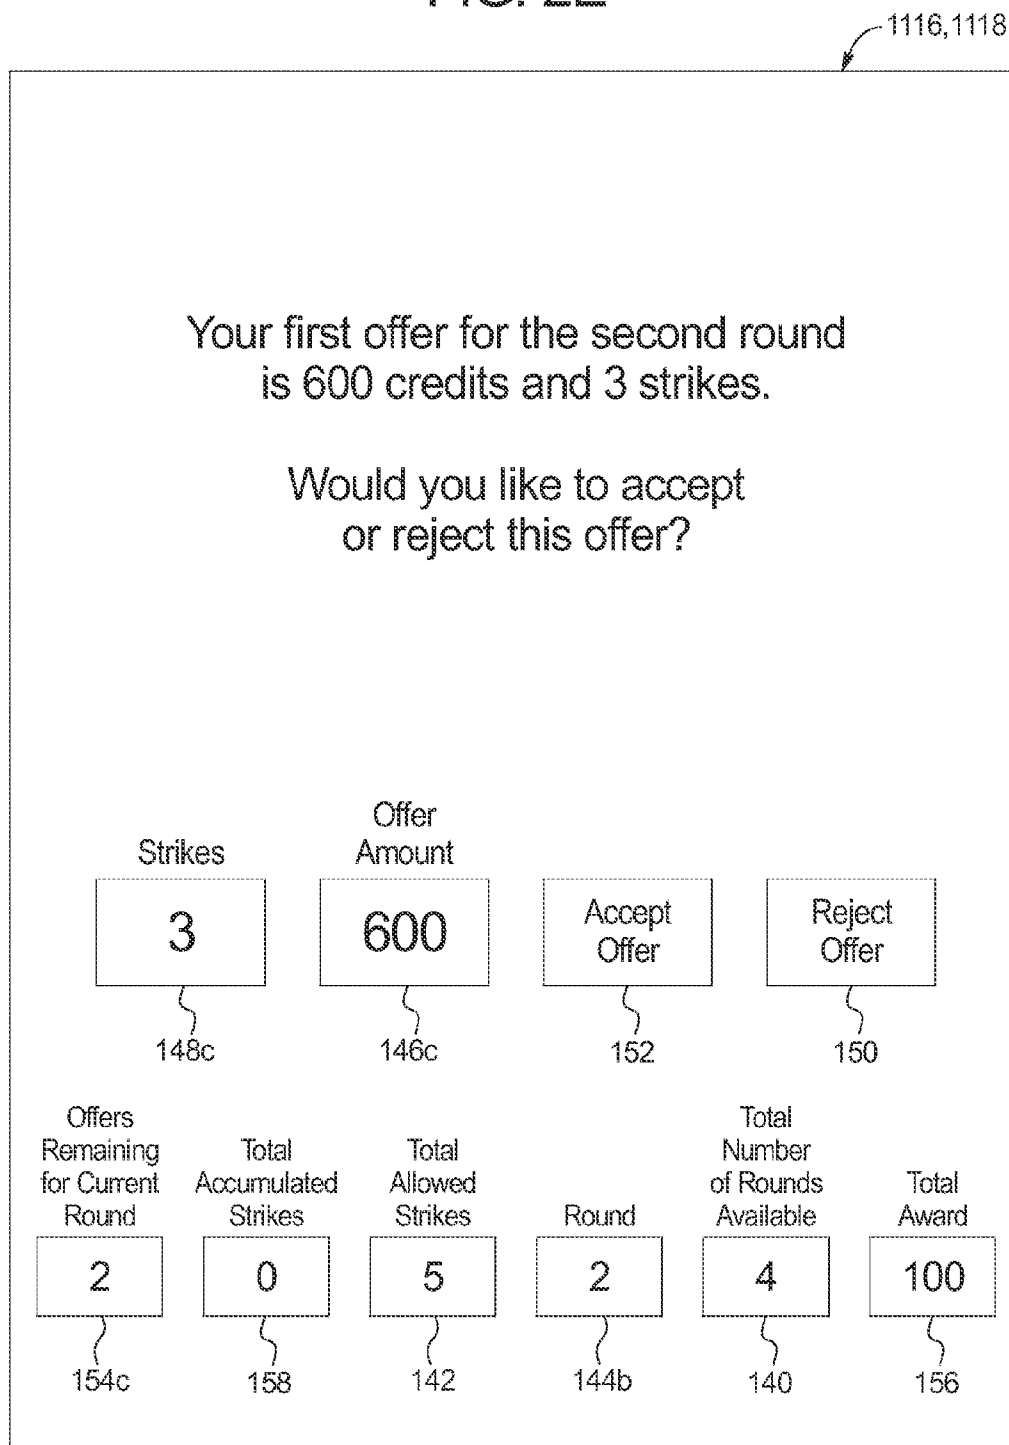 1116,1118
Your first offer for the second round
is 600 credits and 3 strikes.
Would you like to accept
or reject this offer?
Strikes
Offer
Amount
3
600
Accept
Offer
Reject
Offer
148c
146c
152
150
Offers
Remaining
for Current
Round
Total
Accumulated
Strikes
Total
Allowed
Strikes
Round
Total
Number
of Rounds
Available
Total
Award
2
0
5
2
4
100
154c
158
142
144b
140
156